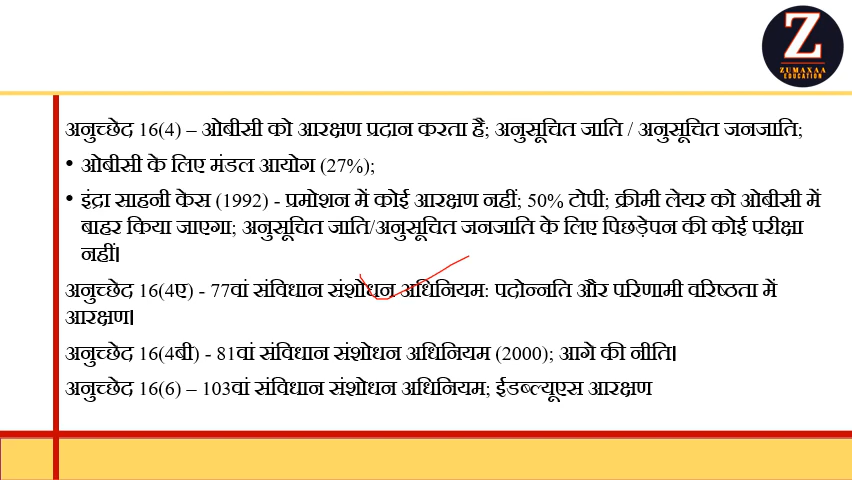 Z
ZUMAXAA
EDUCATION
अनुच्छेद 16(4) – ओबीसी को आरक्षण प्रदान करता है; अनुसूचित जाति / अनुसूचित जनजाति;
• ओबीसी के लिए मंडल आयोग (27%);
• इंद्रा साहनी केस (1992) - प्रमोशन में कोई आरक्षण नहीं; 50% टोपी; क्रीमी लेयर को ओबीसी में
बाहर किया जाएगा; अनुसूचित जाति/अनुसूचित जनजाति के लिए पिछड़ेपन की कोई परीक्षा
नहीं।
अनुच्छेद 16(4ए) - 77वां संविधान संशोधन अधिनियम: पदोन्नति और परिणामी वरिष्ठता में
आरक्षण।
अनुच्छेद 16(4बी) - 81वां संविधान संशोधन अधिनियम (2000); आगे की नीति।
अनुच्छेद 16(6) – 103वां संविधान संशोधन अधिनियम; ईडब्ल्यूएस आरक्षण